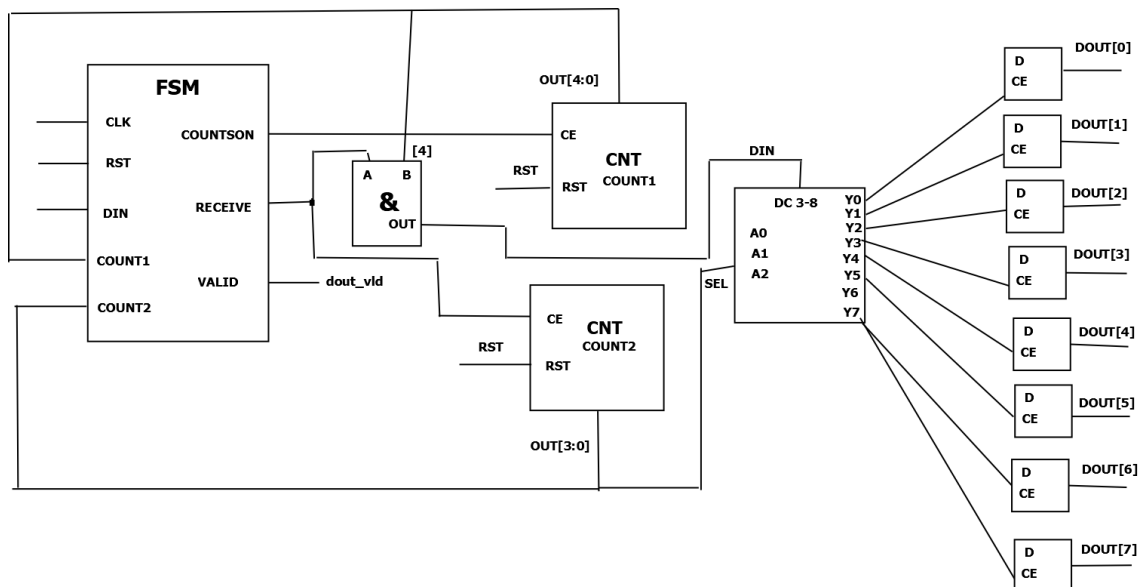 FSM
CLK
RST
DIN
COUNT1
COUNT2
COUNTSON
RECEIVE
VALID
dout_vld
[4]
A B
&
OUT
OUT[4:0]
CE
CNT
COUNT1
RST
RST
CE
CNT
COUNT2
RST
RST
OUT[3:0]
DIN
SEL
DC 3-8
A0
A1
A2
Y0
Y1
Y2
Y3
Y4
Y5
Y6
Y7
D
CE
DOUT[0]
D
CE
DOUT[1]
D
CE
DOUT[2]
D
CE
DOUT[3]
D
CE
DOUT[4]
D
CE
DOUT[5]
D
CE
DOUT[6]
D
CE
DOUT[7]